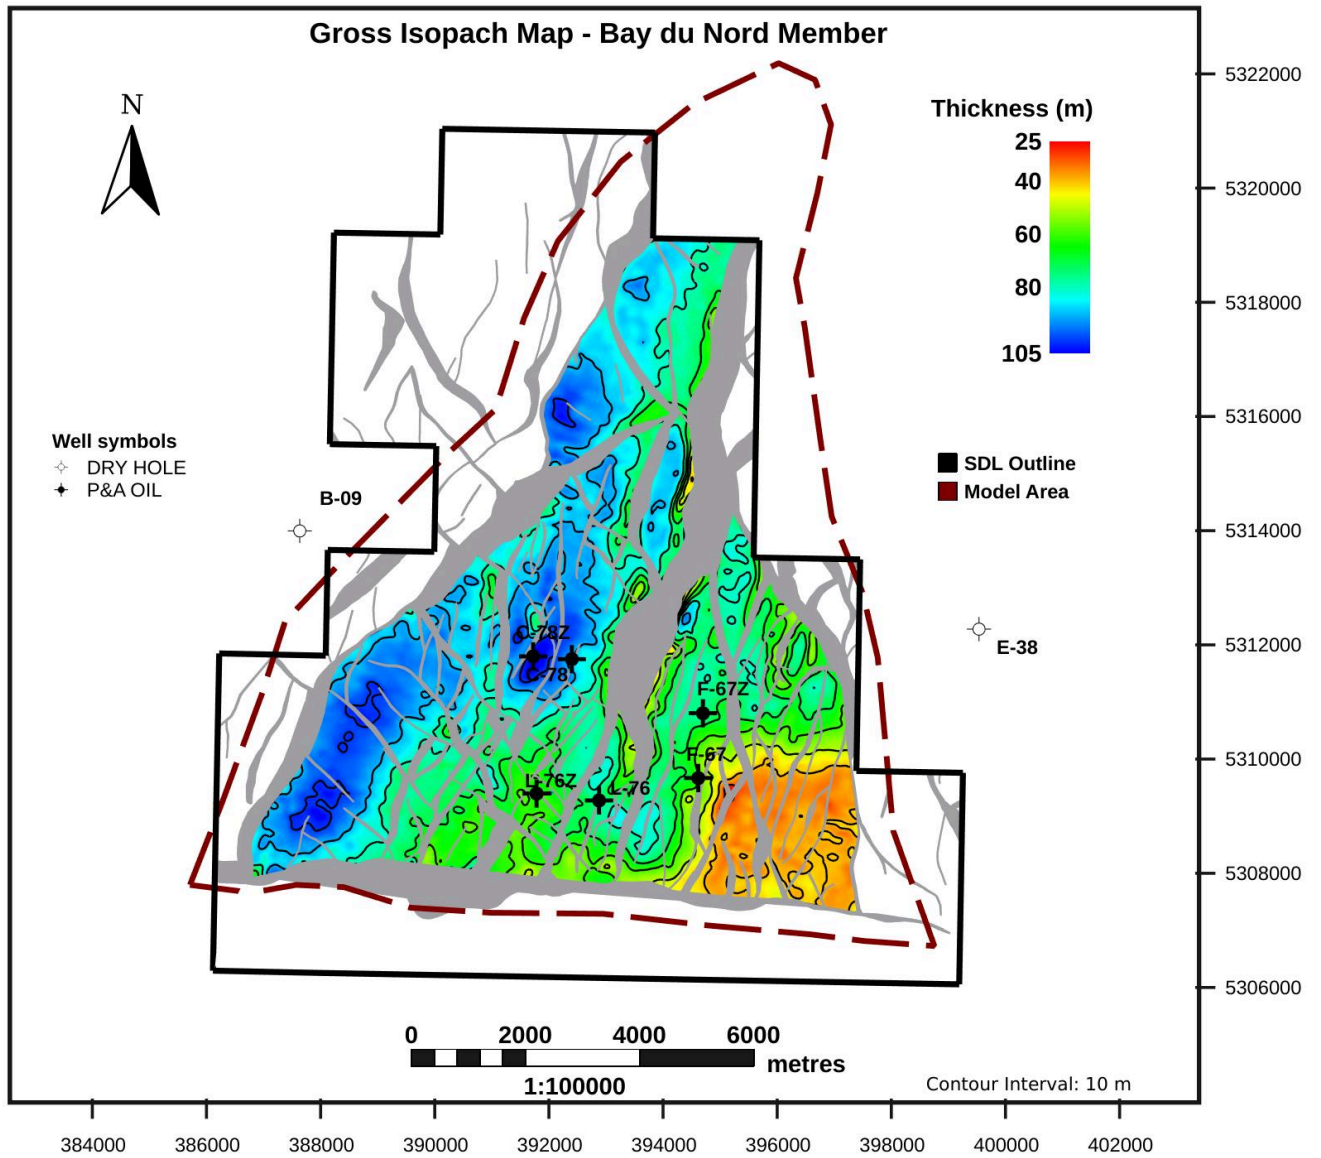 Gross Isopach Map - Bay du Nord Member
N
Thickness (m)
25
40
60
80
105
5322000
5320000
5318000
5316000
5314000
5312000
5310000
5308000
5306000
Well symbols
DRY HOLE
P&A OIL
B-09
SDL Outline
Model Area
C-78Z
C-78
E-38
F-67Z
F-67
L-76Z
L-76
0 2000 4000 6000
metres
1:100000
Contour Interval: 10 m
384000 386000 388000 390000 392000 394000 396000 398000 400000 402000